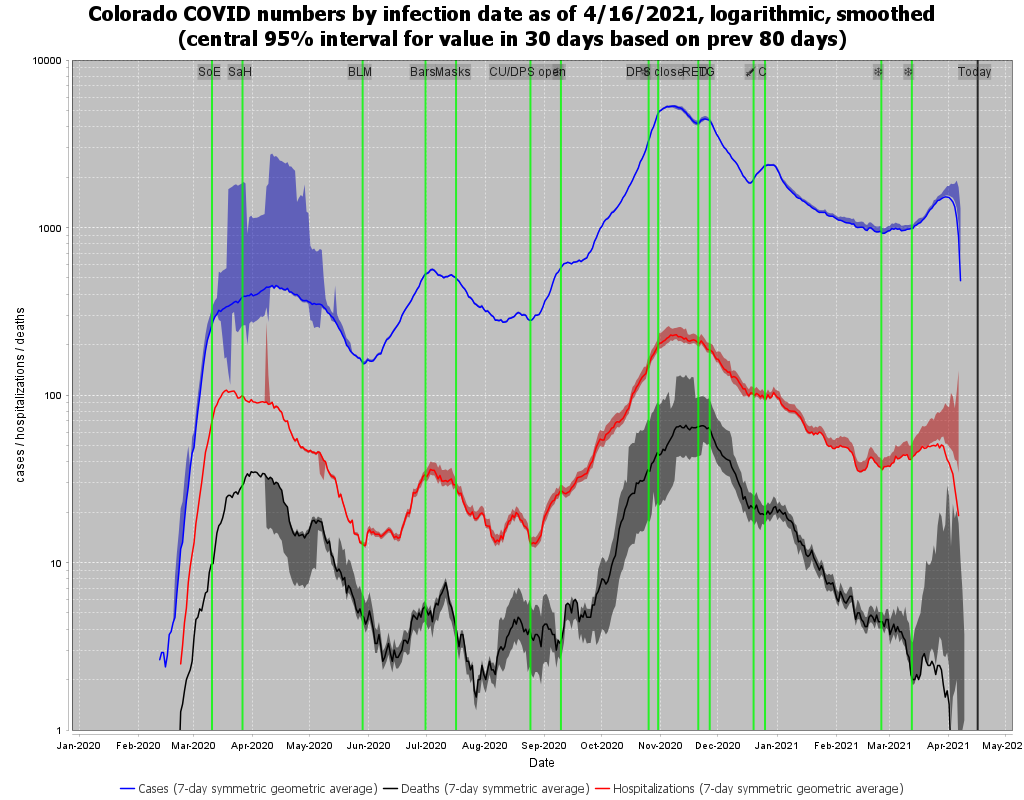 Colorado COVID numbers by infection date as of 4/16/2021, logarithmic, smoothed
(central 95% interval for value in 30 days based on prev 80 days)
10000
SoE SaH BLM Bars Masks CU/DPS open DPS close RED C Today
1000
100
10
1
cases / hospitalizations / deaths
Jan-2020 Feb-2020 Mar-2020 Apr-2020 May-2020 Jun-2020 Jul-2020 Aug-2020 Sep-2020 Oct-2020 Nov-2020 Dec-2020 Jan-2021 Feb-2021 Mar-2021 Apr-2021 May-202
Date
Cases (7-day symmetric geometric average) Deaths (7-day symmetric average) Hospitalizations (7-day symmetric geometric average)